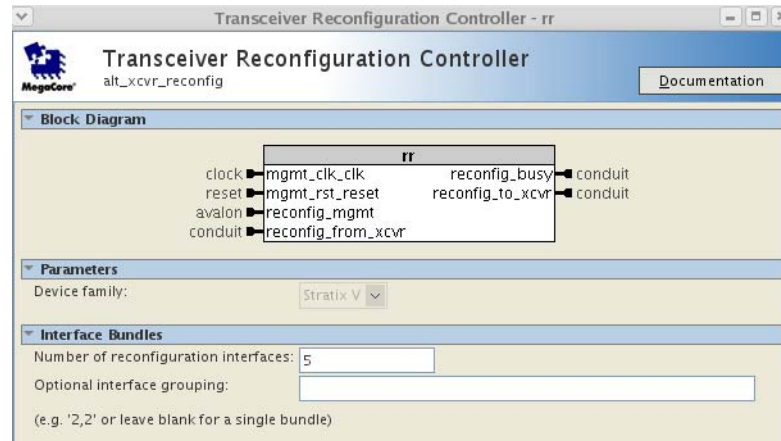 Transceiver Reconfiguration Controller - rr
MegaCore®
Transceiver Reconfiguration Controller
alt_xcvr_reconfig
Documentation
Block Diagram
rr
clock mgmt_clk_clk reconfig_busy conduit
reset mgmt_rst_reset reconfig_to_xcvr conduit
avalon reconfig_mgmt
conduit reconfig_from_xcvr
Parameters
Device family: Stratix V
Interface Bundles
Number of reconfiguration interfaces: 5
Optional interface grouping:
(e.g. '2,2' or leave blank for a single bundle)